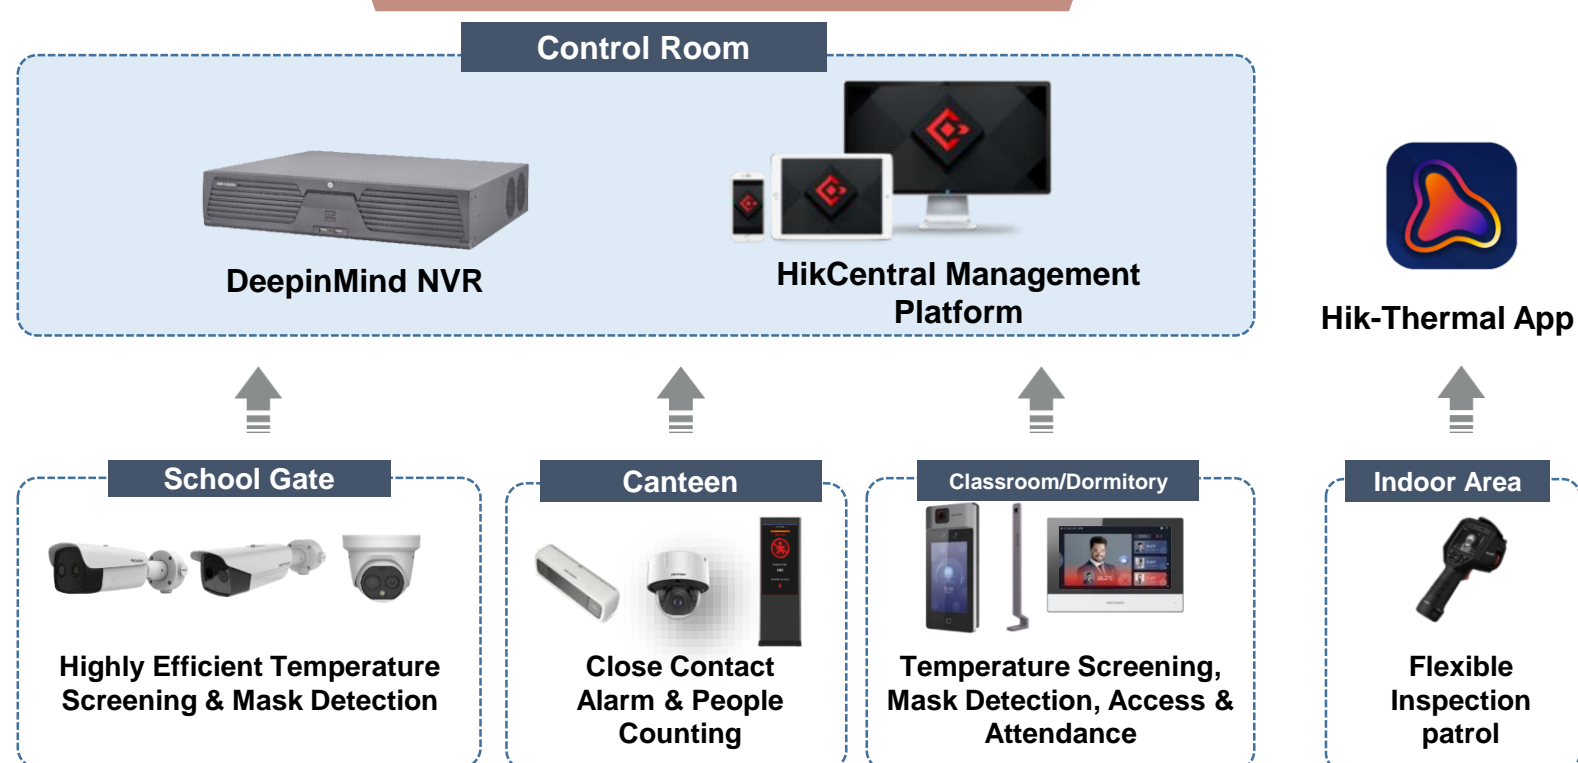 Control Room
DeepinMind NVR
HikCentral Management
Platform
Hik-Thermal App
School Gate
Canteen
Classroom/Dormitory
Indoor Area
Highly Efficient Temperature
Screening & Mask Detection
Close Contact
Alarm & People
Counting
Temperature Screening,
Mask Detection, Access &
Attendance
Flexible
Inspection
patrol